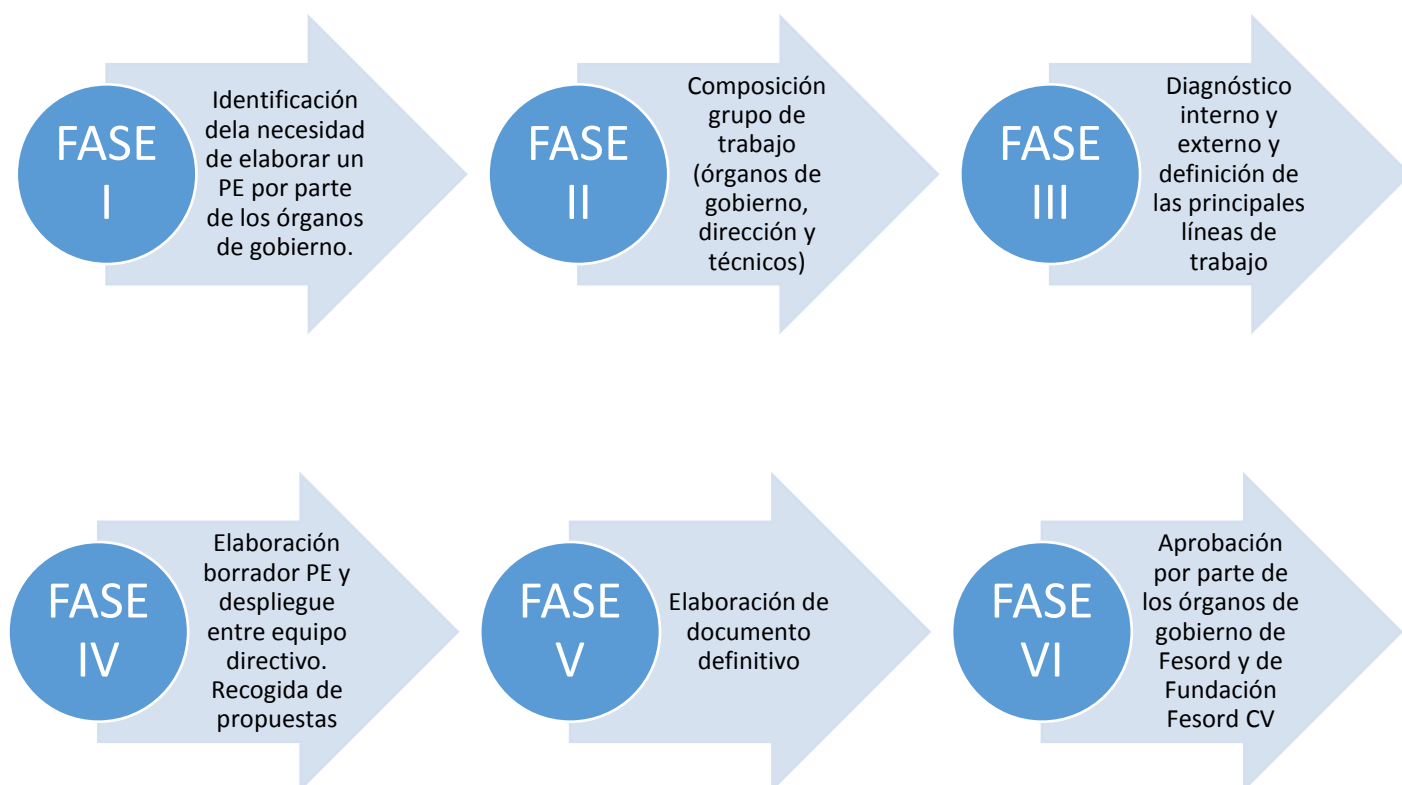 FASE
I
Identificación
dela necesidad
de elaborar un
PE por parte
de los órganos
de gobierno.
FASE
II
Composición
grupo de
trabajo
(órganos de
gobierno,
dirección y
técnicos)
FASE
III
Diagnóstico
interno y
externo y
definición de
las principales
líneas de
trabajo
FASE
IV
Elaboración
borrador PE y
despliegue
entre equipo
directivo.
Recogida de
propuestas
FASE
V
Elaboración de
documento
definitivo
FASE
VI
Aprobación
por parte de
los órganos de
gobierno de
Fesord y de
Fundación
Fesord CV